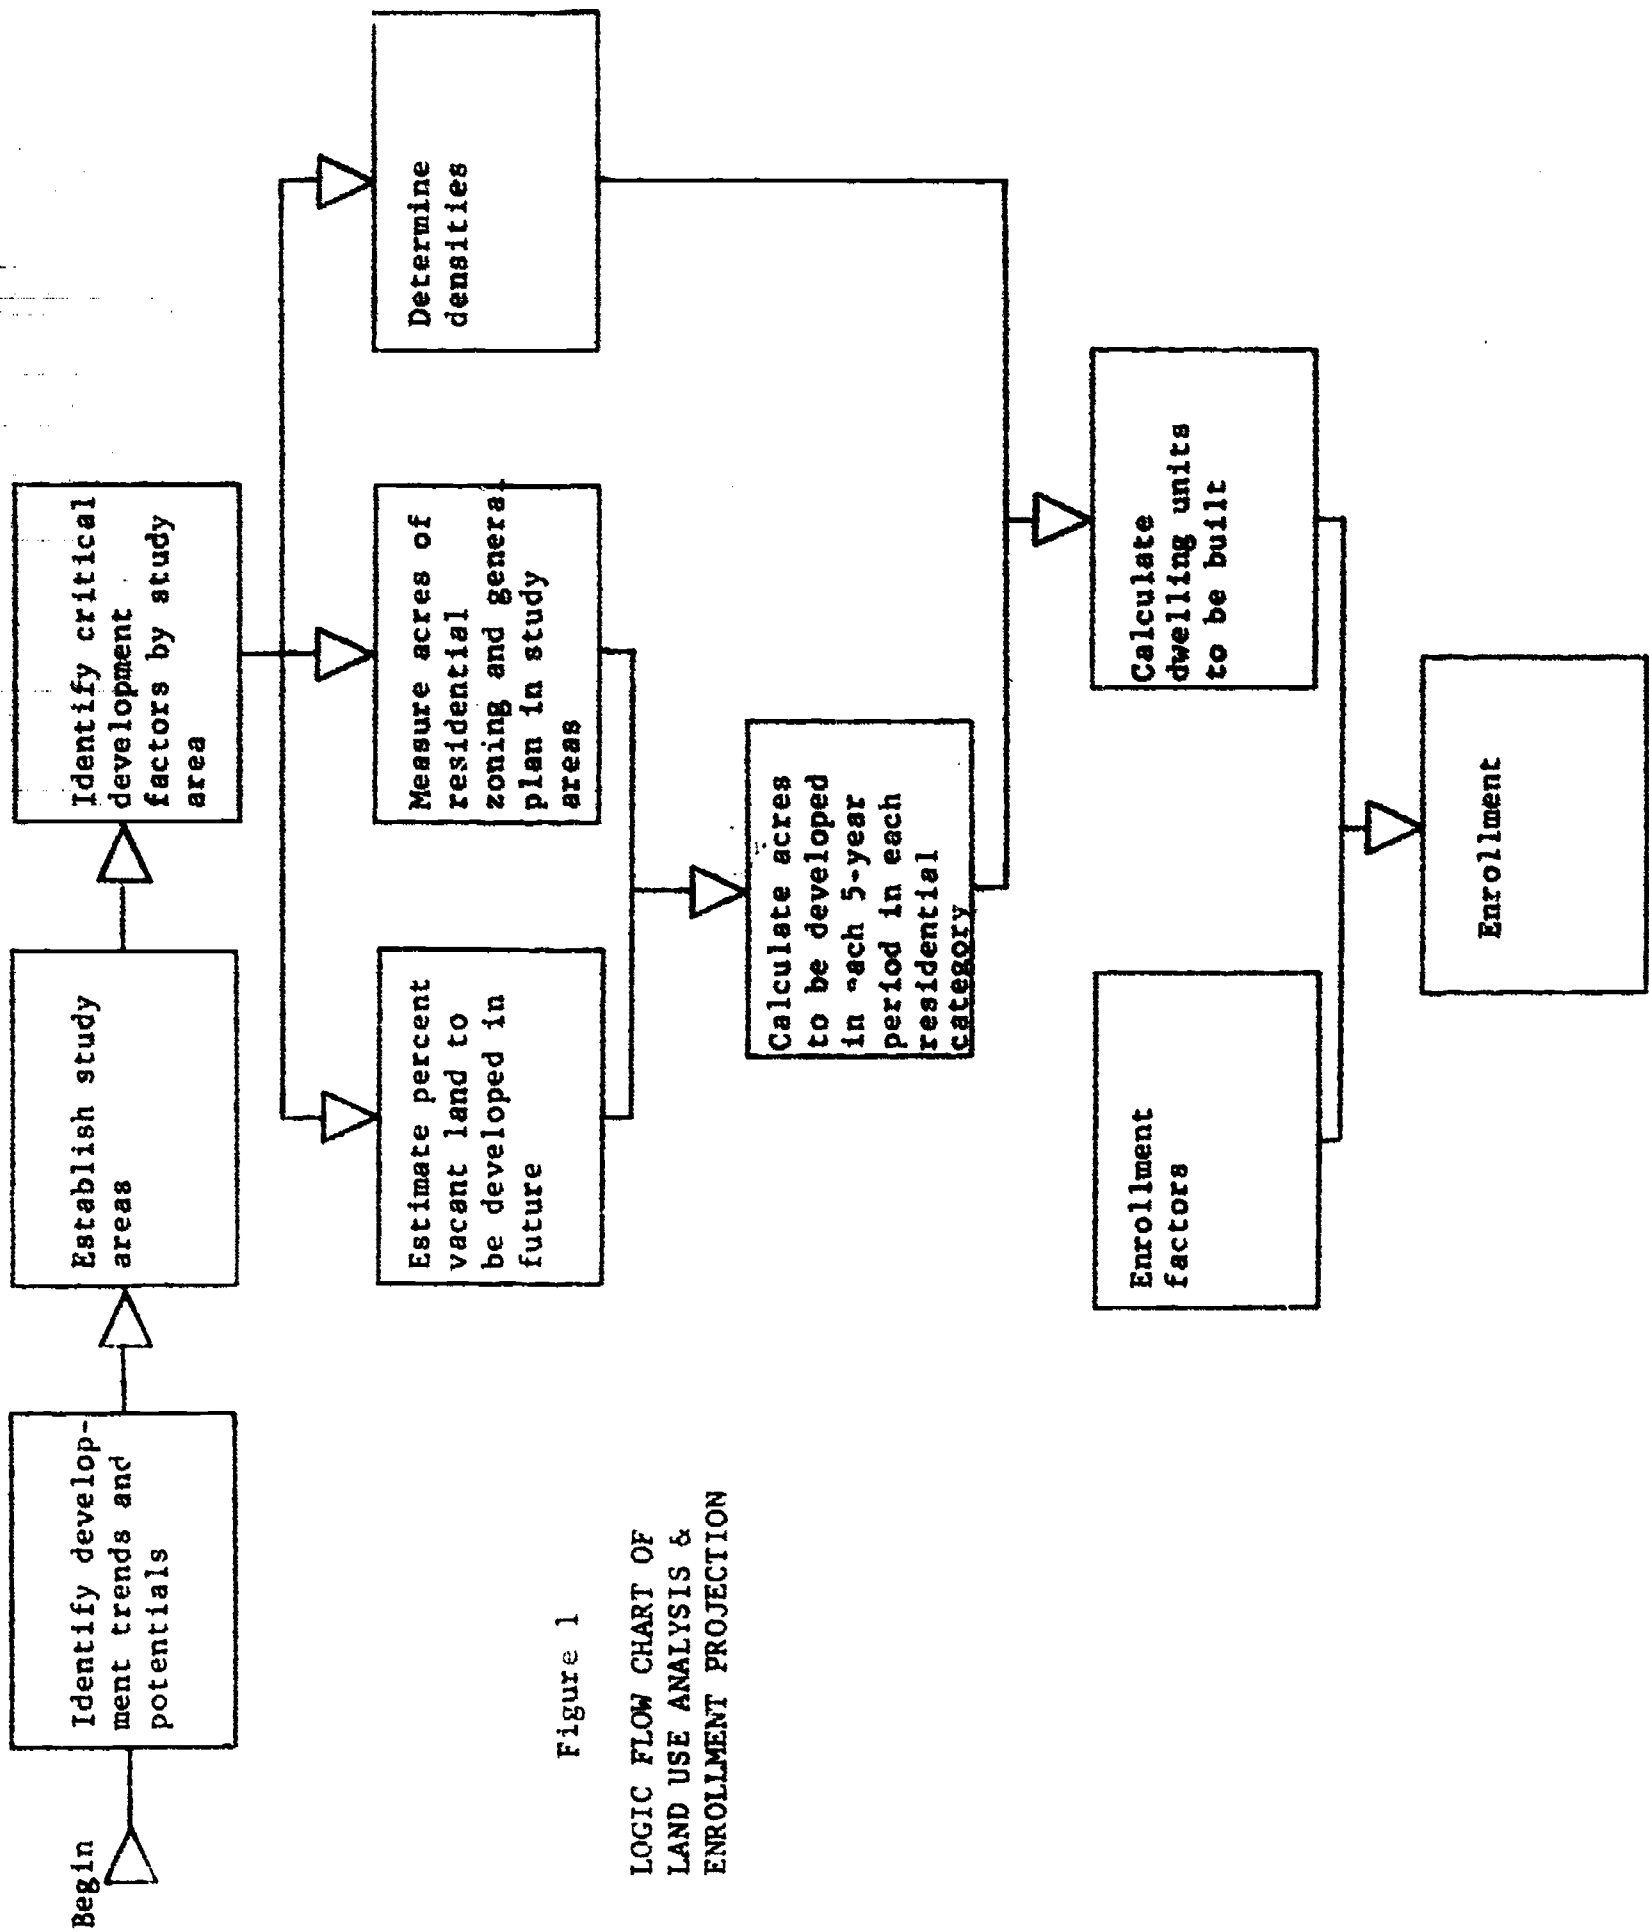 Begin
Identify develop-
ment trends and
potentials
Establish study
areas
Identify critical
development
factors by study
area
Estimate percent
vacant land to
be developed in
future
Measure acres of
residential
zoning and general
plan in study
areas
Determine
densities
Calculate acres
to be developed
in each 5-year
period in each
residential
category
Calculate
dwelling units
to be built
Enrollment
factors
Enrollment
Figure 1
LOGIC FLOW CHART OF
LAND USE ANALYSIS &
ENROLLMENT PROJECTION